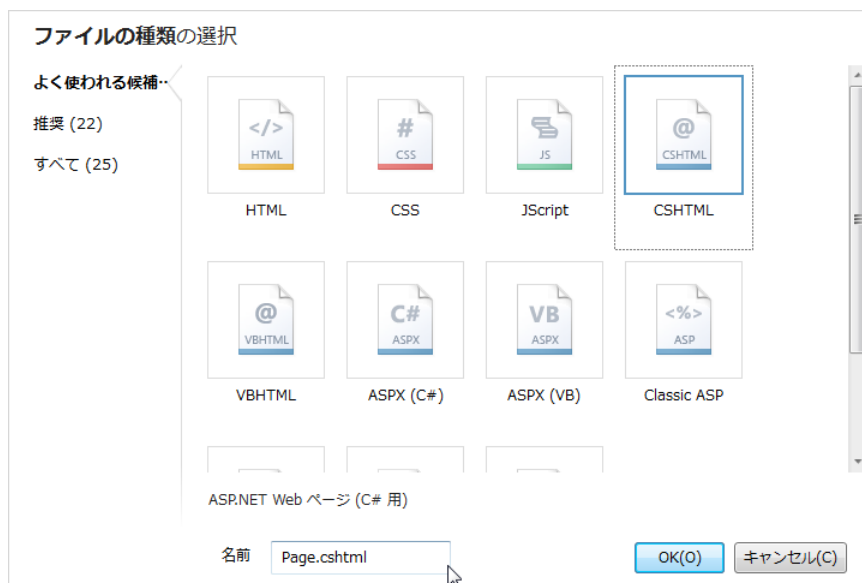 ファイルの種類の選択
よく使われる候補··
推奨 (22)
すべて (25)
</> # @
HTML CSS JS CSHTML
HTML CSS JScript CSHTML
@ C# VB <%>
VBHTML ASPX ASPX ASP
VBHTML ASPX (C#) ASPX (VB) Classic ASP
ASP.NET Web ページ (C# 用)
名前 Page.cshtml OK(O) キャンセル(C)